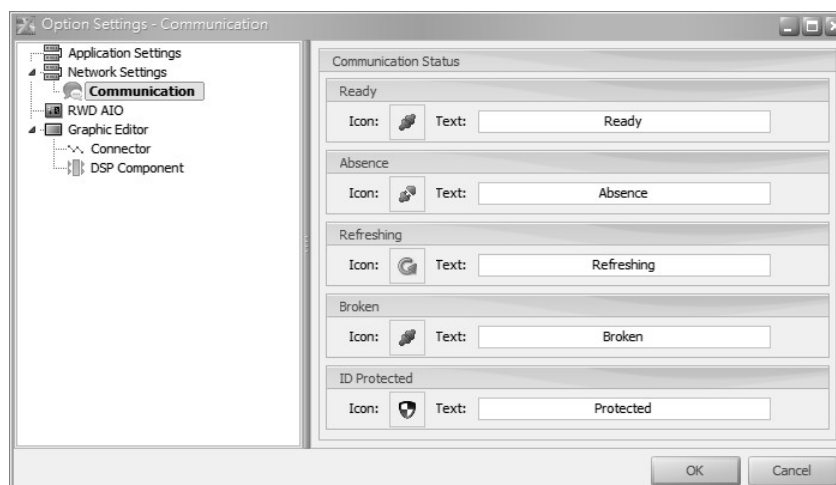 Option Settings - Communication
Application Settings
Network Settings
Communication
RWD AIO
Graphic Editor
Connector
DSP Component
Communication Status
Ready
Icon: Text: Ready
Absence
Icon: Text: Absence
Refreshing
Icon: Text: Refreshing
Broken
Icon: Text: Broken
ID Protected
Icon: Text: Protected
OK Cancel